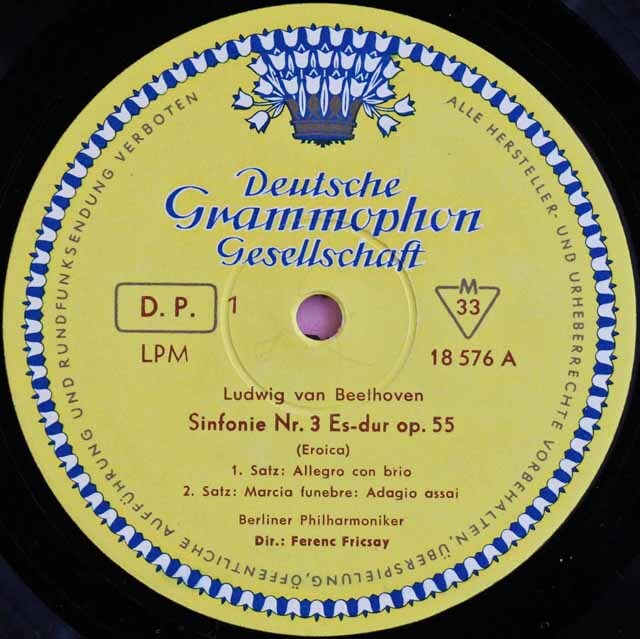 Deutsche
Grammophon
Gesellschaft
D. P. 1
M
33
LPM
18 576 A
Ludwig van Beethoven
Sinfonie Nr. 3 Es-dur op. 55
(Eroica)
1. Satz: Allegro con brio
2. Satz: Marcia funebre: Adagio assai
Berliner Philharmoniker
Dir.: Ferenc Fricsay
ALLE HERSTELLER- UND URHEBERRECHTE VORBEHALTEN, ÜBERSPIELUNG, ÖFFENTLICHE AUFFÜHRUNG UND RUNDFUNKSENDUNG VERBOTEN